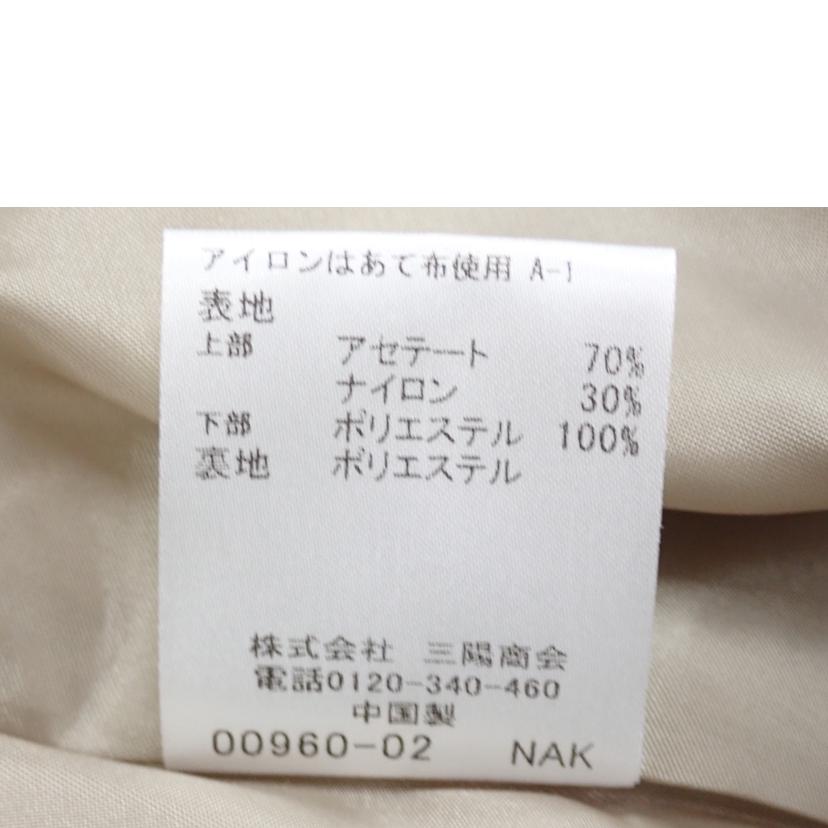 アイロンはあて布使用 A-1
表地
上部 アセテート 70%
ナイロン 30%
下部 ポリエステル 100%
裏地 ポリエステル
株式会社 三陽商会
電話0120-340-460
中国製
00960-02 NAK